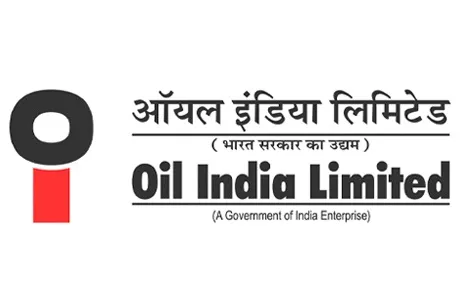 ऑयल इंडिया लिमिटेड
( भारत सरकार का उद्यम )
Oil India Limited
(A Government of India Enterprise)